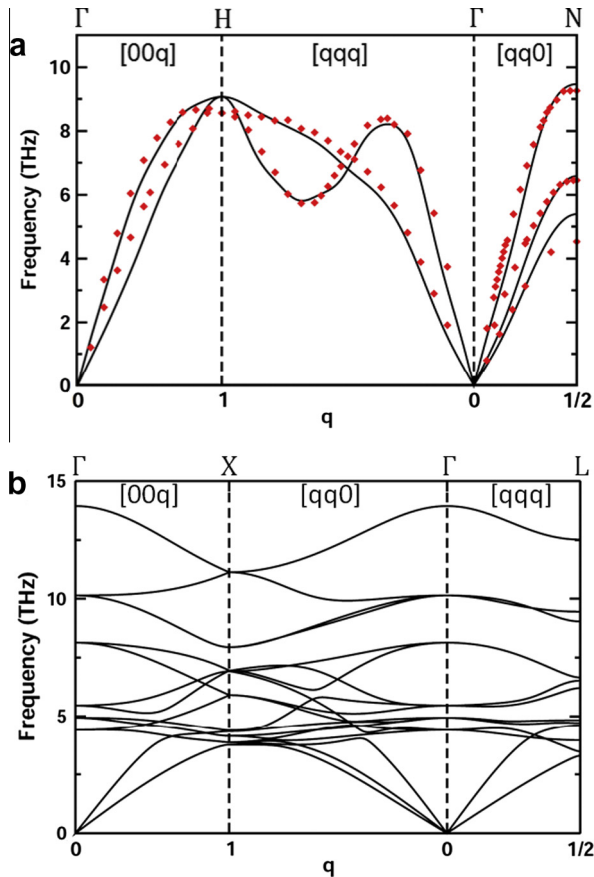 Γ H Γ N
a
[00q] [qqq] [qq0]
10
8
6
4
2
0
Frequency (THz)
0 1 0 1/2
q
Γ X Γ L
b
15
[00q] [qq0] [qqq]
10
5
0
Frequency (THz)
0 1 0 1/2
q